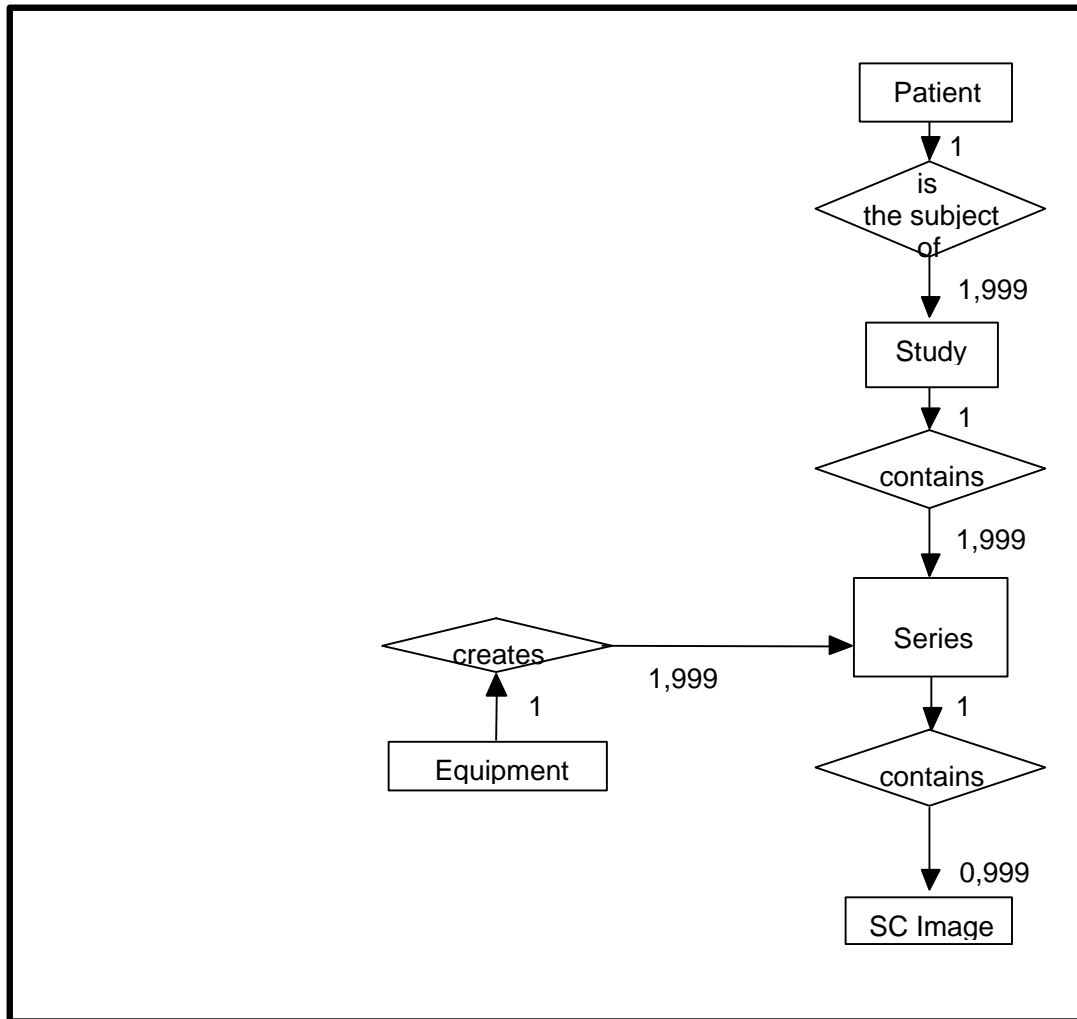 Patient
1
is
the subject
of
1,999
Study
1
contains
1,999
Series
creates
1,999
1
1
Equipment
contains
0,999
SC Image